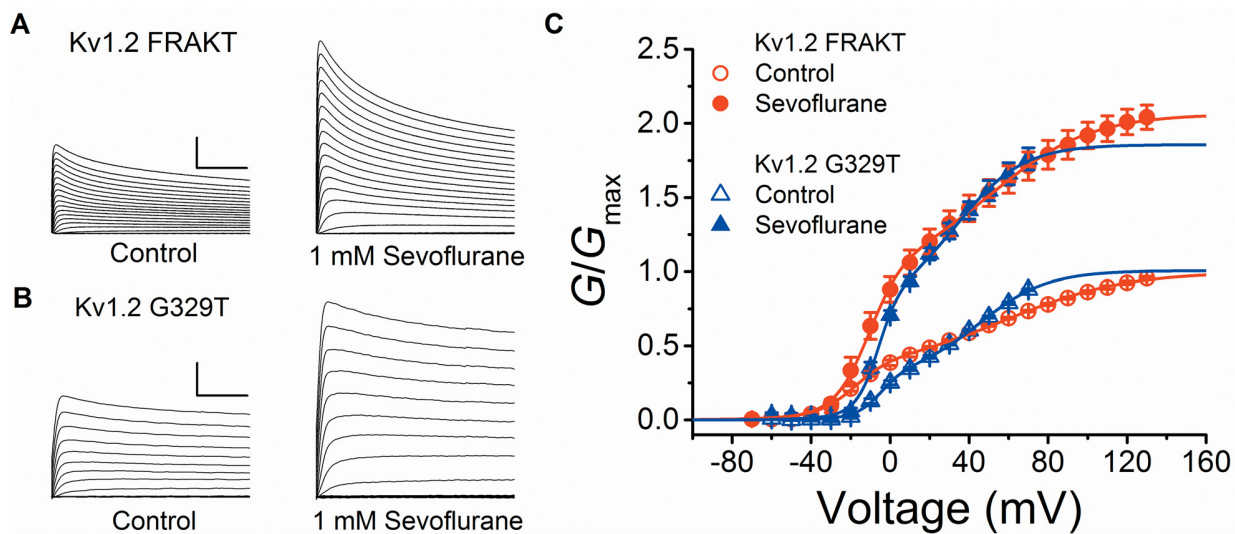 A
Kv1.2 FRAKT
Control
1 mM Sevoflurane
B
Kv1.2 G329T
Control
1 mM Sevoflurane
C
Kv1.2 FRAKT
Control
Sevoflurane
Kv1.2 G329T
Control
Sevoflurane
G/Gmax
2.5
2.0
1.5
1.0
0.5
0.0
-80 -40 0 40 80 120 160
Voltage (mV)